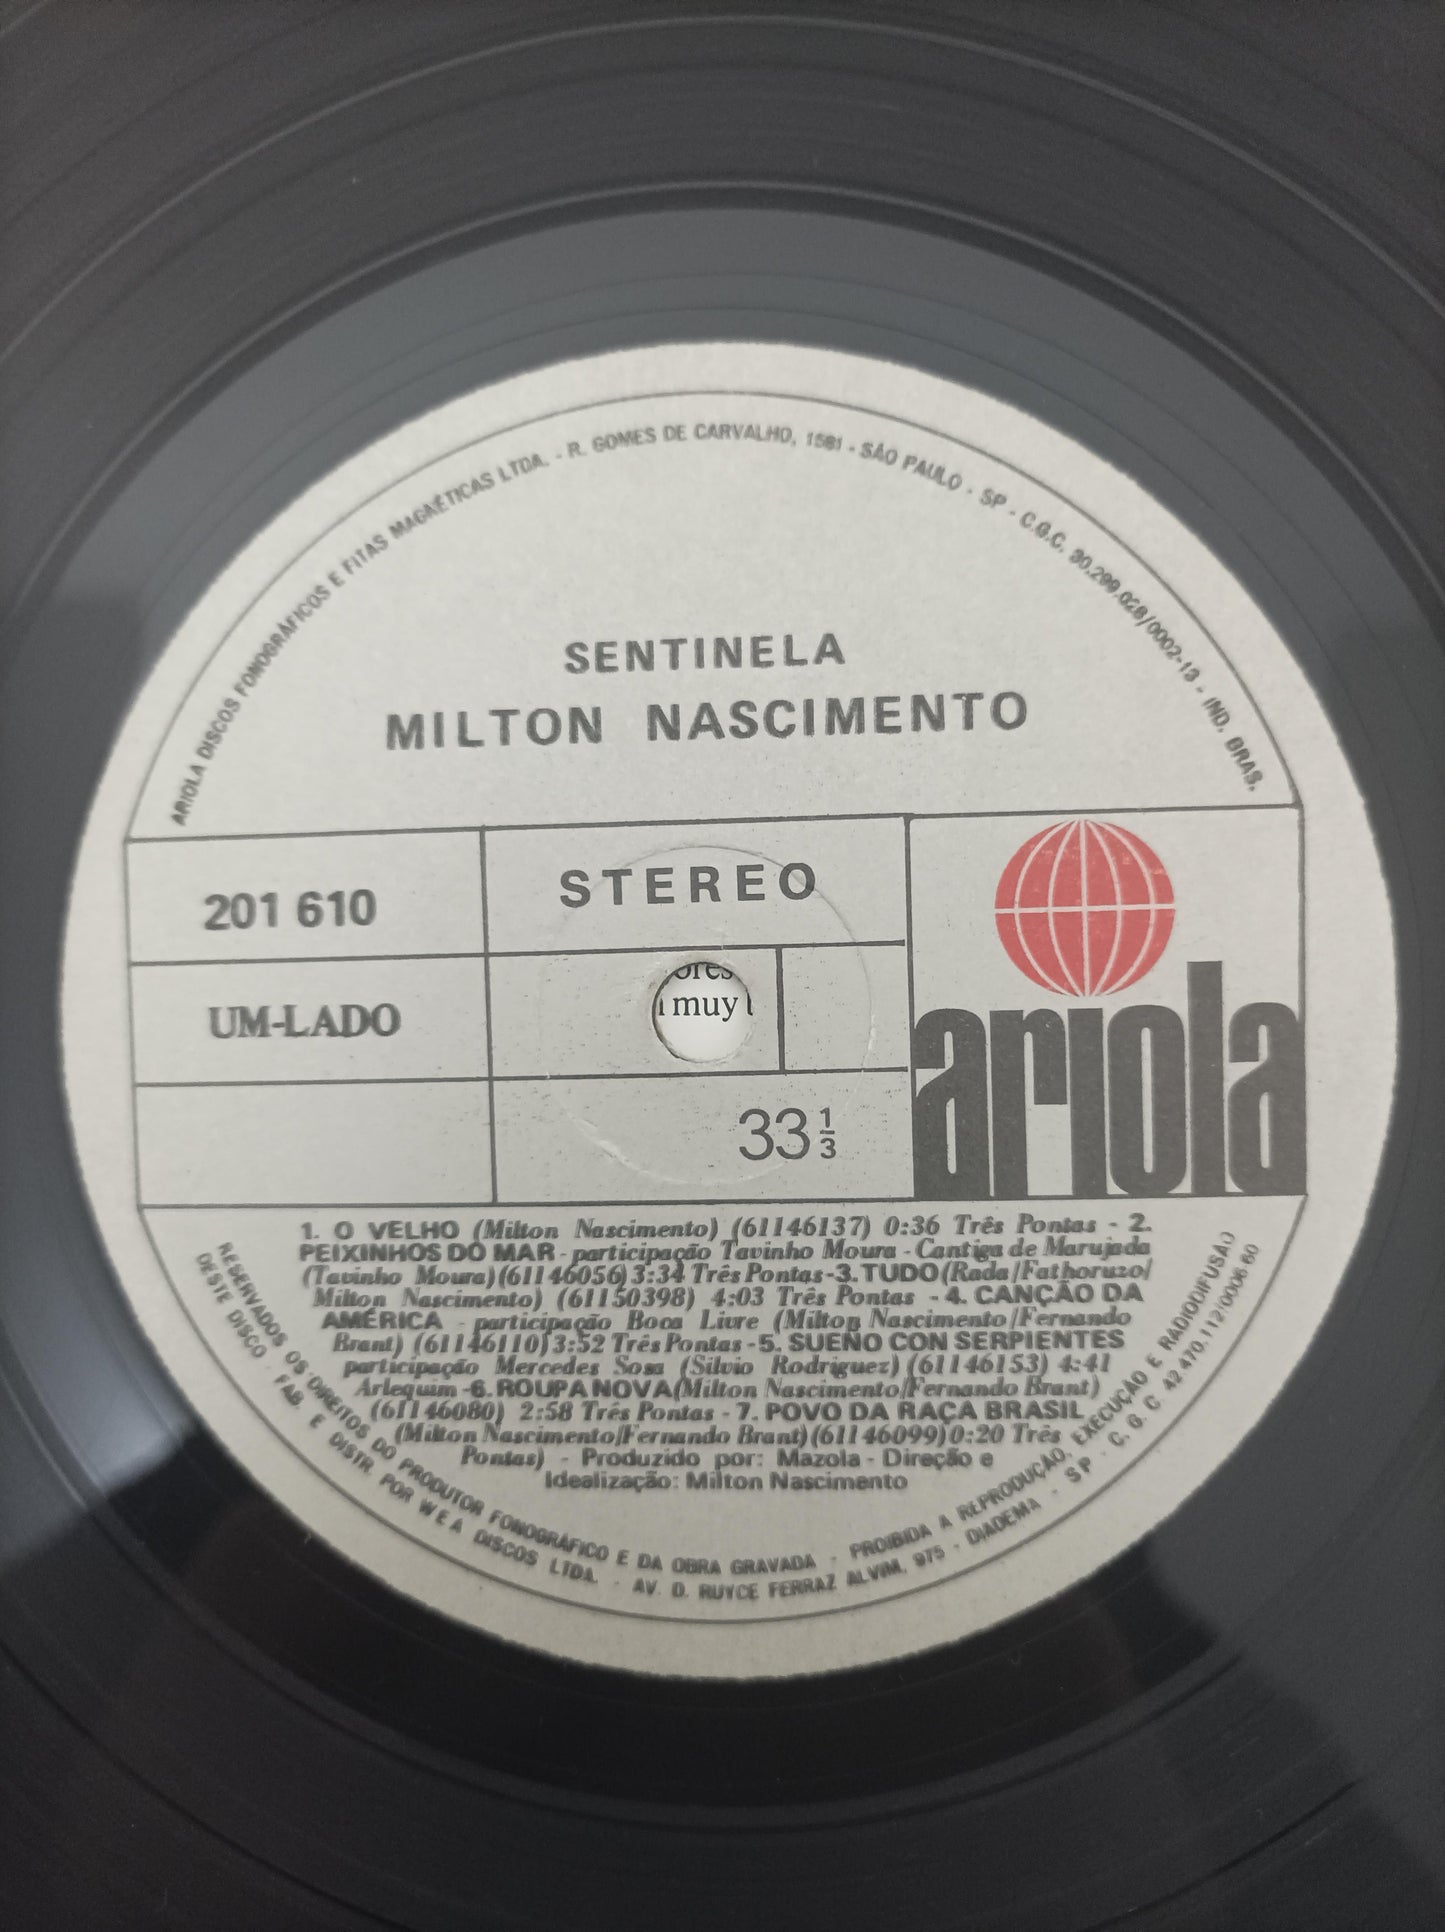 ARIOLA DISCOS FONOGRÁFICOS E FITAS MAGNÉTICAS LTDA. - R. GOMES DE CARVALHO, 1581 - SÃO PAULO - SP - C.G.C. 30.299.028/0002-13 - IND. BRAS.
SENTINELA
MILTON NASCIMENTO
201 610
STEREO
UM-LADO
muy
33 1/3
ariola
1. O VELHO (Milton Nascimento) (61146137) 0:36 Três Pontas - 2.
PEIXINHOS DO MAR - participação Tavinho Moura - Cantiga de Marujada
(Tavinho Moura) (61146056) 3:34 Três Pontas - 3. TUDO (Rada/Fathoruzo/
Milton Nascimento) (61150398) 4:03 Três Pontas - 4. CANÇÃO DA
AMÉRICA - participação Boca Livre (Milton Nascimento/Fernando
Brant) (61146110) 3:52 Três Pontas - 5. SUEÑO CON SERPIENTES
participação Mercedes Sosa (Silvio Rodriguez) (61146153) 4:41
Arlequim - 6. ROUPA NOVA (Milton Nascimento/Fernando Brant)
(61146080) 2:58 Três Pontas - 7. POVO DA RAÇA BRASIL
(Milton Nascimento/Fernando Brant) (61146099) 0:20 Três
Pontas) - Produzido por: Mazola - Direção e
Idealização: Milton Nascimento
RESERVADOS OS DIREITOS DO PRODUTOR FONOGRÁFICO E DA OBRA GRAVADA - PROIBIDA A REPRODUÇÃO, EXECUÇÃO E RADIODIFUSÃO
DESTE DISCO - FAB. E DISTR. POR WEA DISCOS LTDA. - AV. D. RUYCE FERRAZ ALVIM, 975 - DIADEMA - SP - C. G. C. 42.470.112/0006 60